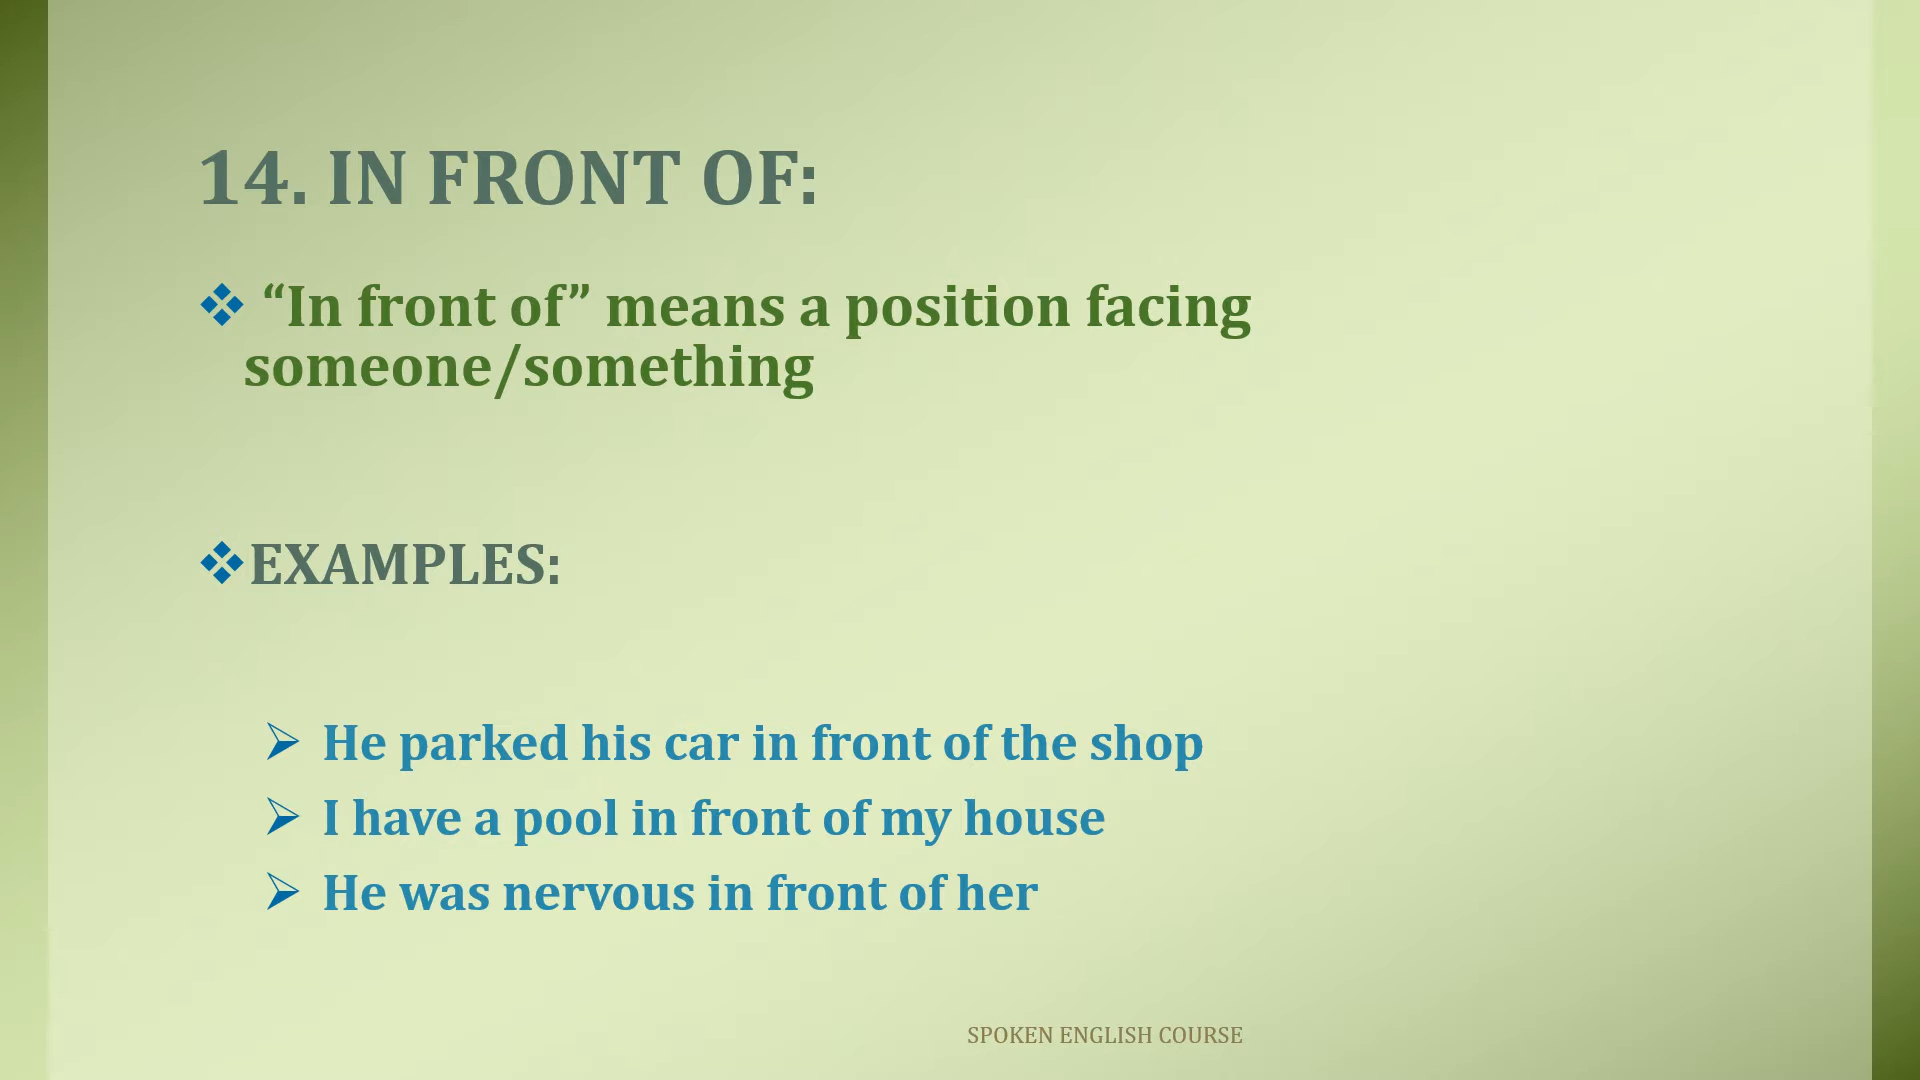 14. IN FRONT OF:
“In front of” means a position facing
someone/something
EXAMPLES:
He parked his car in front of the shop
I have a pool in front of my house
He was nervous in front of her
SPOKEN ENGLISH COURSE